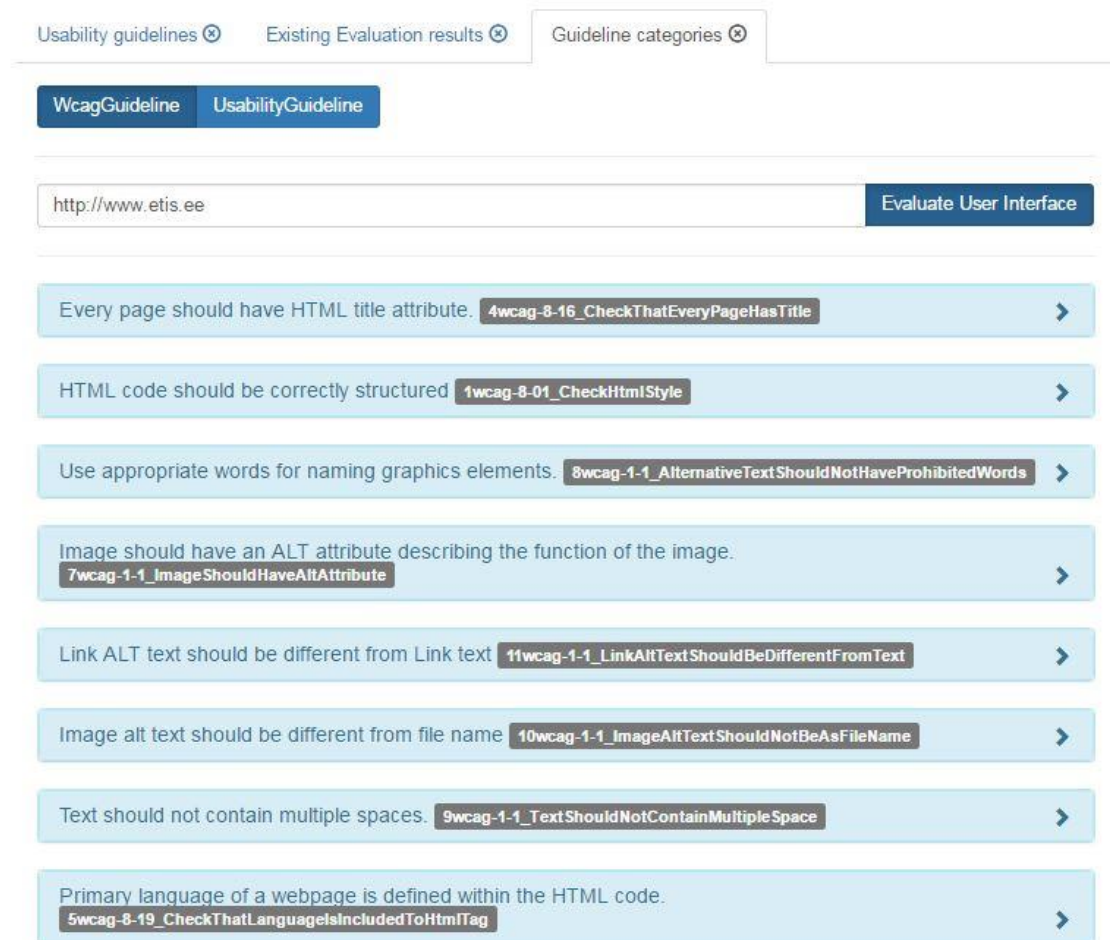 Usability guidelines Existing Evaluation results Guideline categories
WcagGuideline UsabilityGuideline
http://www.etis.ee Evaluate User Interface
Every page should have HTML title attribute. 4wcag-8-16_CheckThatEveryPageHasTitle
HTML code should be correctly structured 1wcag-8-01_CheckHtmlStyle
Use appropriate words for naming graphics elements. 8wcag-1-1_AlternativeTextShouldNotHaveProhibitedWords
Image should have an ALT attribute describing the function of the image.
7wcag-1-1_ImageShouldHaveAltAttribute
Link ALT text should be different from Link text 11wcag-1-1_LinkAltTextShouldBeDifferentFromText
Image alt text should be different from file name 10wcag-1-1_ImageAltTextShouldNotBeAsFileName
Text should not contain multiple spaces. 9wcag-1-1_TextShouldNotContainMultipleSpace
Primary language of a webpage is defined within the HTML code.
5wcag-8-19_CheckThatLanguageIsIncludedToHtmlTag